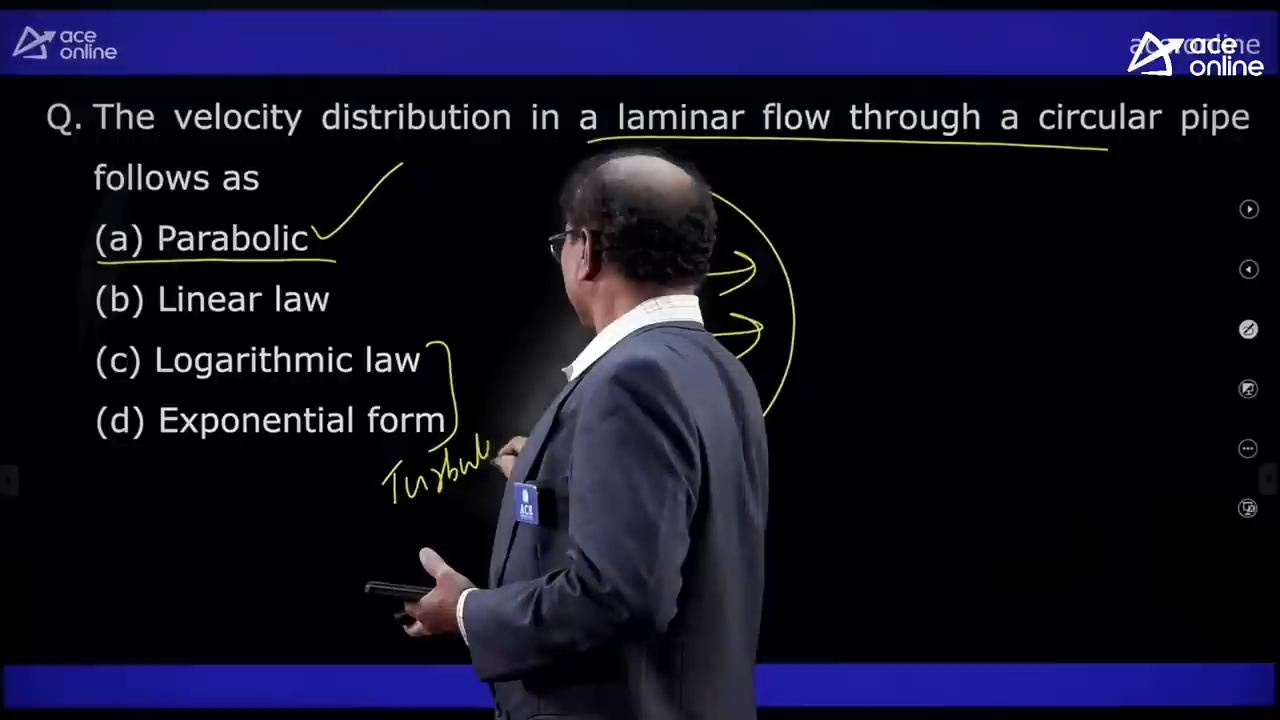 ace
online
ace
online
Q. The velocity distribution in a laminar flow through a circular pipe
follows as
(a) Parabolic
(b) Linear law
(c) Logarithmic law
(d) Exponential form
Turbul
ACE